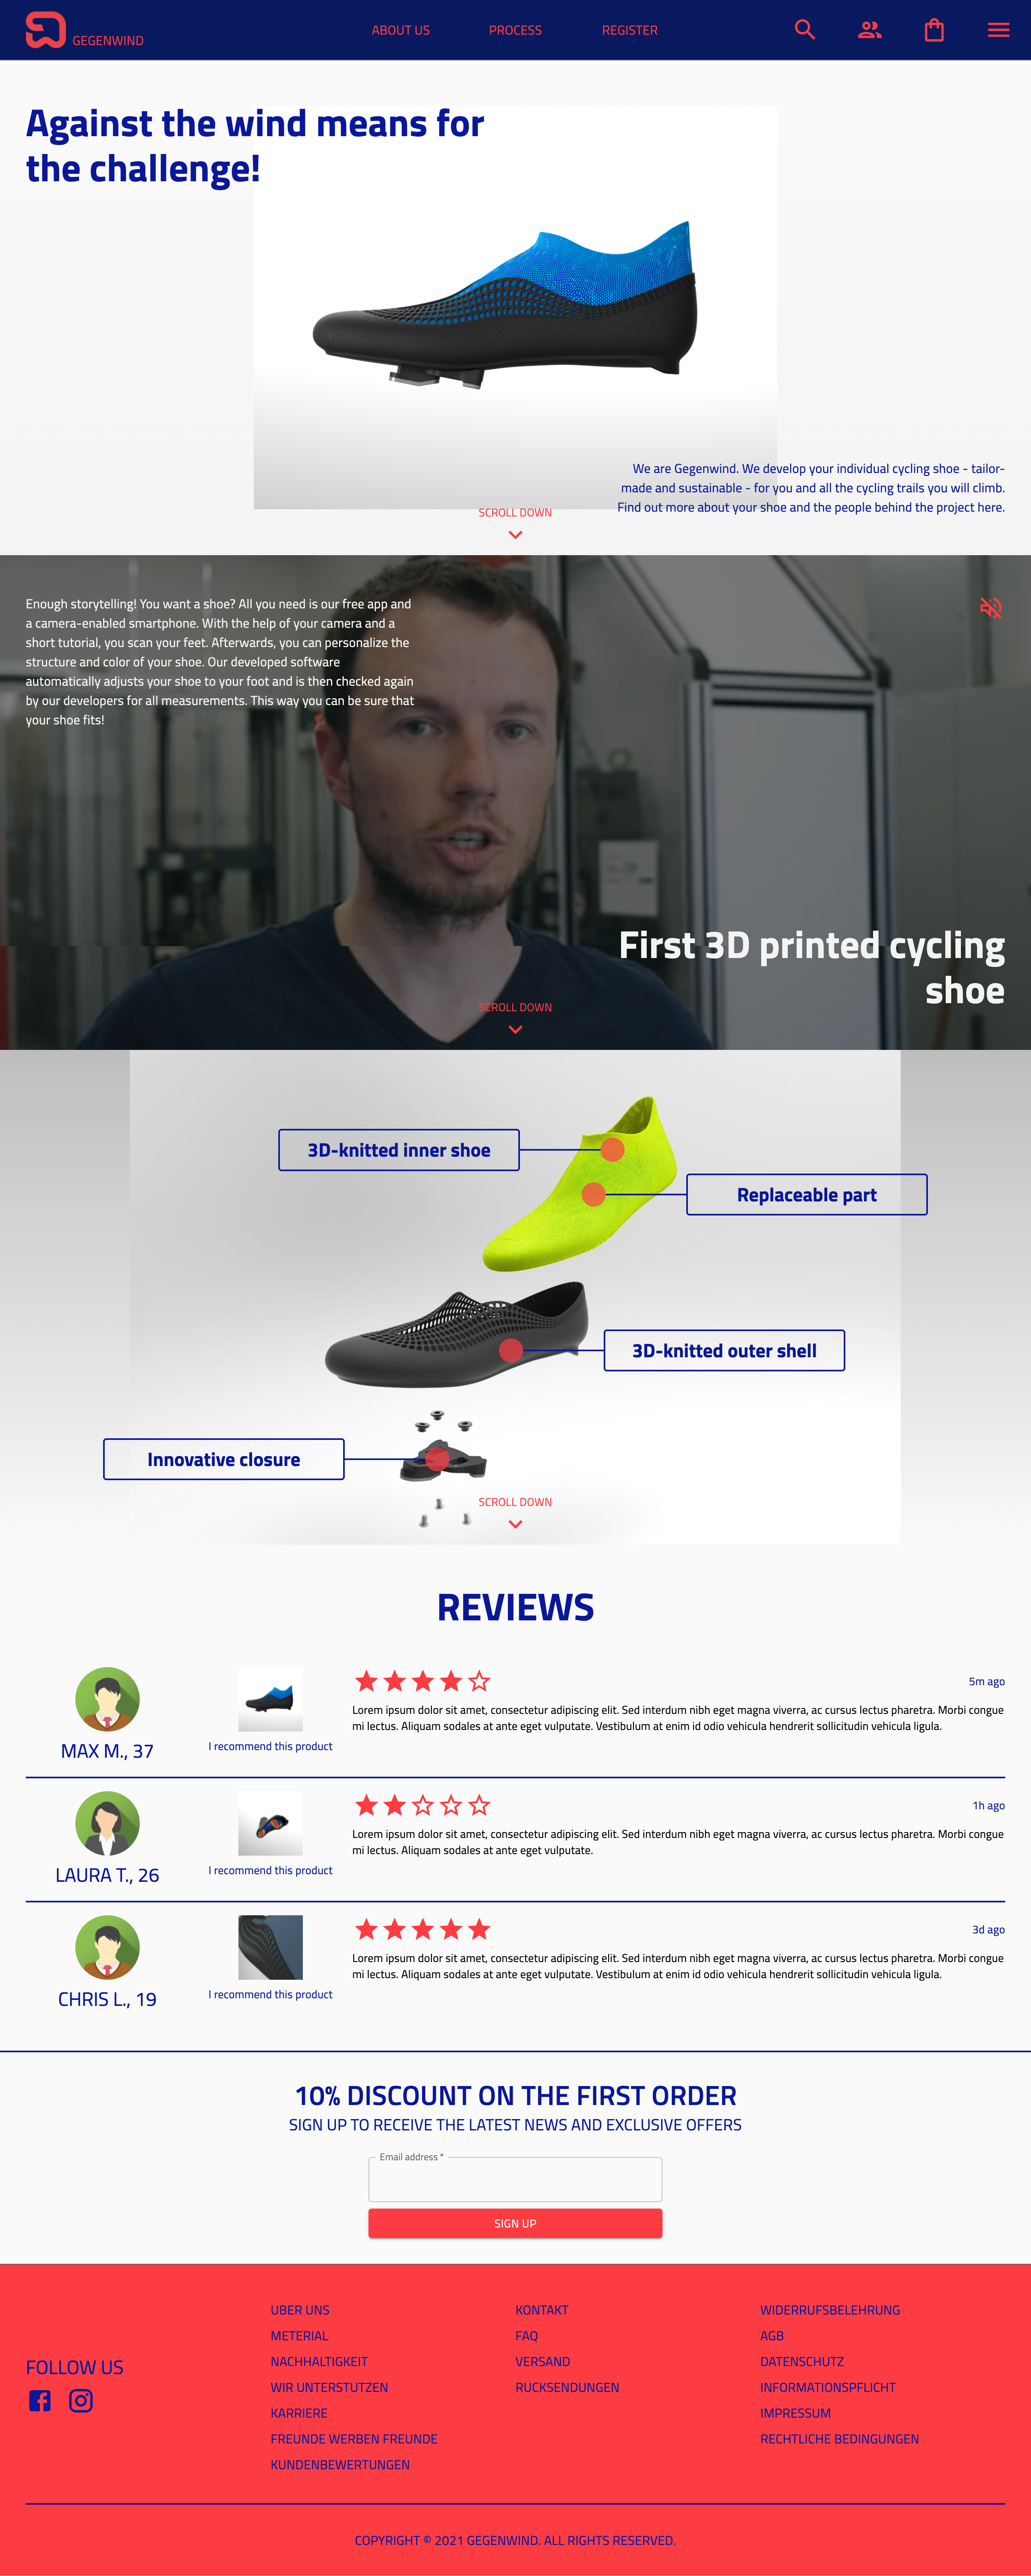 GEGENWIND
ABOUT US
PROCESS
REGISTER
Against the wind means for
the challenge!
We are Gegenwind. We develop your individual cycling shoe - tailor-
made and sustainable - for you and all the cycling trails you will climb.
Find out more about your shoe and the people behind the project here.
SCROLL DOWN
Enough storytelling! You want a shoe? All you need is our free app and
a camera-enabled smartphone. With the help of your camera and a
short tutorial, you scan your feet. Afterwards, you can personalize the
structure and color of your shoe. Our developed software
automatically adjusts your shoe to your foot and is then checked again
by our developers for all measurements. This way you can be sure that
your shoe fits!
First 3D printed cycling
shoe
SCROLL DOWN
3D-knitted inner shoe
Replaceable part
3D-knitted outer shell
Innovative closure
SCROLL DOWN
REVIEWS
MAX M., 37
I recommend this product
5m ago
Lorem ipsum dolor sit amet, consectetur adipiscing elit. Sed interdum nibh eget magna viverra, ac cursus lectus pharetra. Morbi congue
mi lectus. Aliquam sodales at ante eget vulputate. Vestibulum at enim id odio vehicula hendrerit sollicitudin vehicula ligula.
LAURA T., 26
I recommend this product
1h ago
Lorem ipsum dolor sit amet, consectetur adipiscing elit. Sed interdum nibh eget magna viverra, ac cursus lectus pharetra. Morbi congue
mi lectus. Aliquam sodales at ante eget vulputate.
CHRIS L., 19
I recommend this product
3d ago
Lorem ipsum dolor sit amet, consectetur adipiscing elit. Sed interdum nibh eget magna viverra, ac cursus lectus pharetra. Morbi congue
mi lectus. Aliquam sodales at ante eget vulputate. Vestibulum at enim id odio vehicula hendrerit sollicitudin vehicula ligula.
10% DISCOUNT ON THE FIRST ORDER
SIGN UP TO RECEIVE THE LATEST NEWS AND EXCLUSIVE OFFERS
Email address *
SIGN UP
FOLLOW US
UBER UNS
METERIAL
NACHHALTIGKEIT
WIR UNTERSTUTZEN
KARRIERE
FREUNDE WERBEN FREUNDE
KUNDENBEWERTUNGEN
KONTAKT
FAQ
VERSAND
RUCKSENDUNGEN
WIDERRUFSBELEHRUNG
AGB
DATENSCHUTZ
INFORMATIONSPFLICHT
IMPRESSUM
RECHTLICHE BEDINGUNGEN
COPYRIGHT © 2021 GEGENWIND. ALL RIGHTS RESERVED.